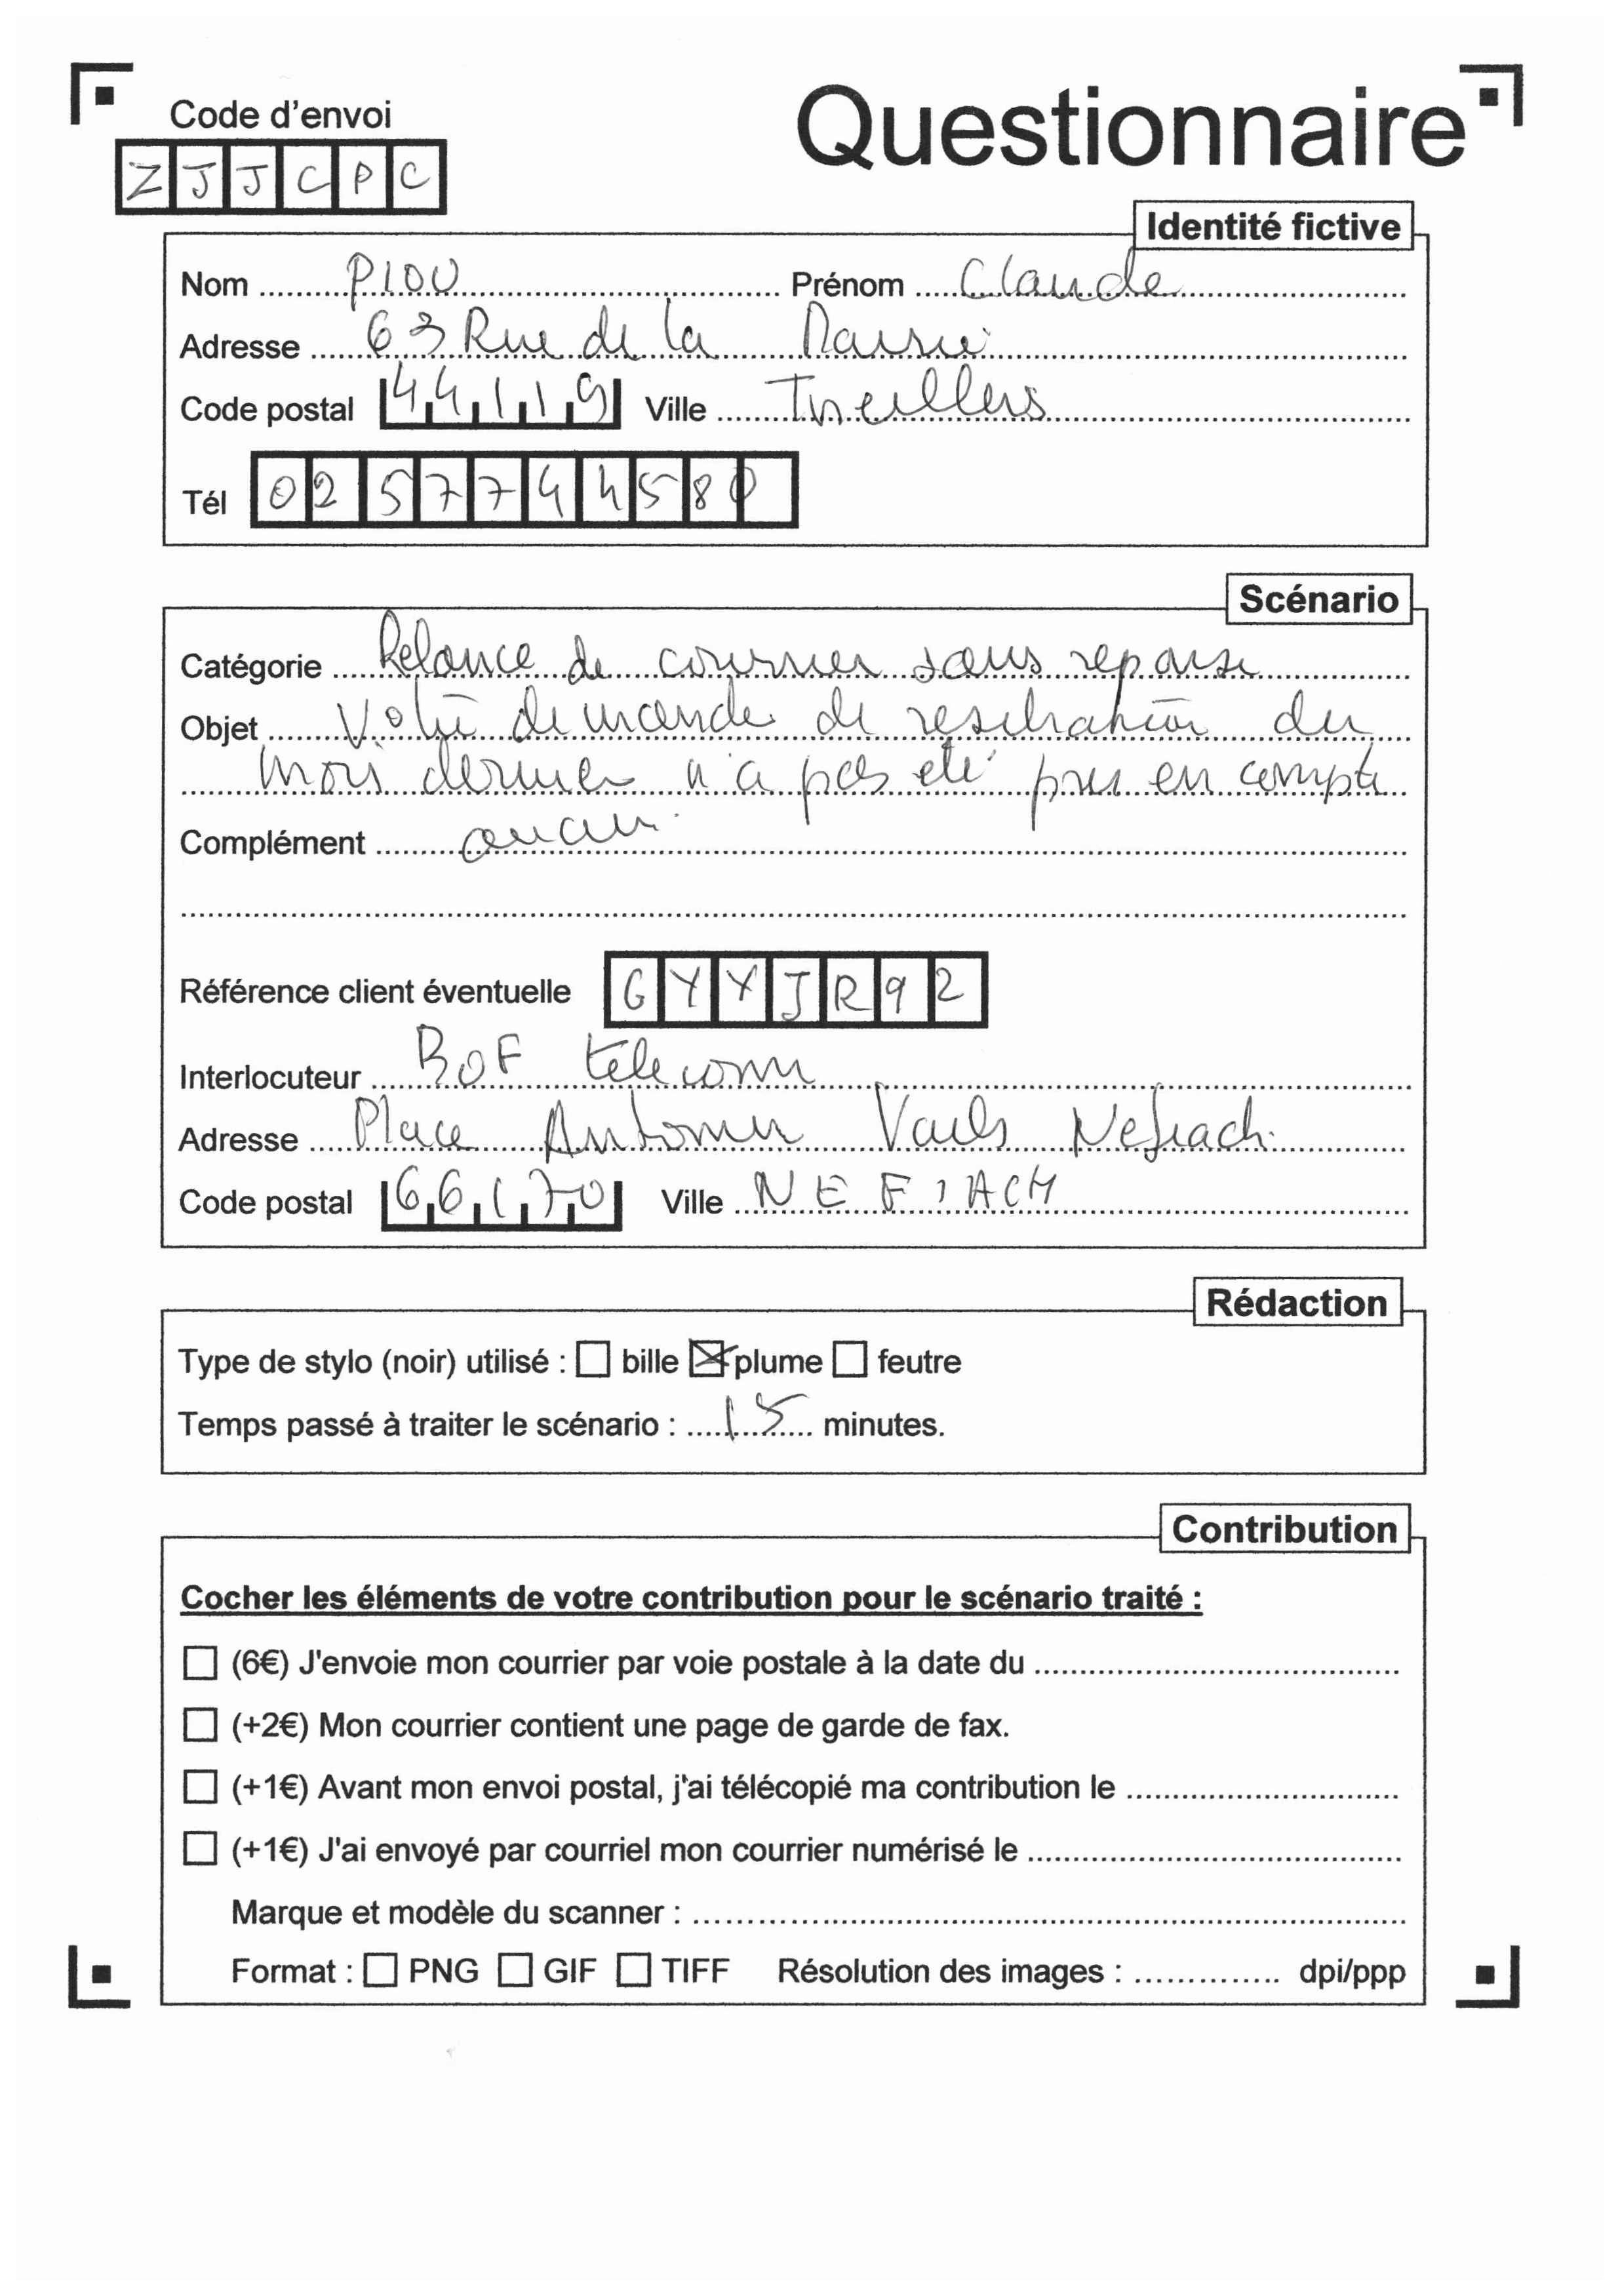 Code d'envoi
Questionnaire
ZJJCPC
Identité fictive
Nom PIOU Prénom Claude
Adresse 63 Rue de la Mairie
Code postal 44119 Ville Treillers
Tél 0257744580
Scénario
Catégorie Relance de courrier sans reponse
Objet Votre demande de resiliation du
mois dernier n'a pas été pris en compte
Complément aucun.
Référence client éventuelle GYYJR92
Interlocuteur BOF telecom
Adresse Place Antonin Vails Nefiach
Code postal 66170 Ville NEFIACH
Rédaction
Type de stylo (noir) utilisé : bille plume feutre
Temps passé à traiter le scénario : 15 minutes.
Contribution
Cocher les éléments de votre contribution pour le scénario traité :
(6€) J'envoie mon courrier par voie postale à la date du
(+2€) Mon courrier contient une page de garde de fax.
(+1€) Avant mon envoi postal, j'ai télécopié ma contribution le
(+1€) J'ai envoyé par courriel mon courrier numérisé le
Marque et modèle du scanner :
Format : PNG GIF TIFF Résolution des images : dpi/ppp